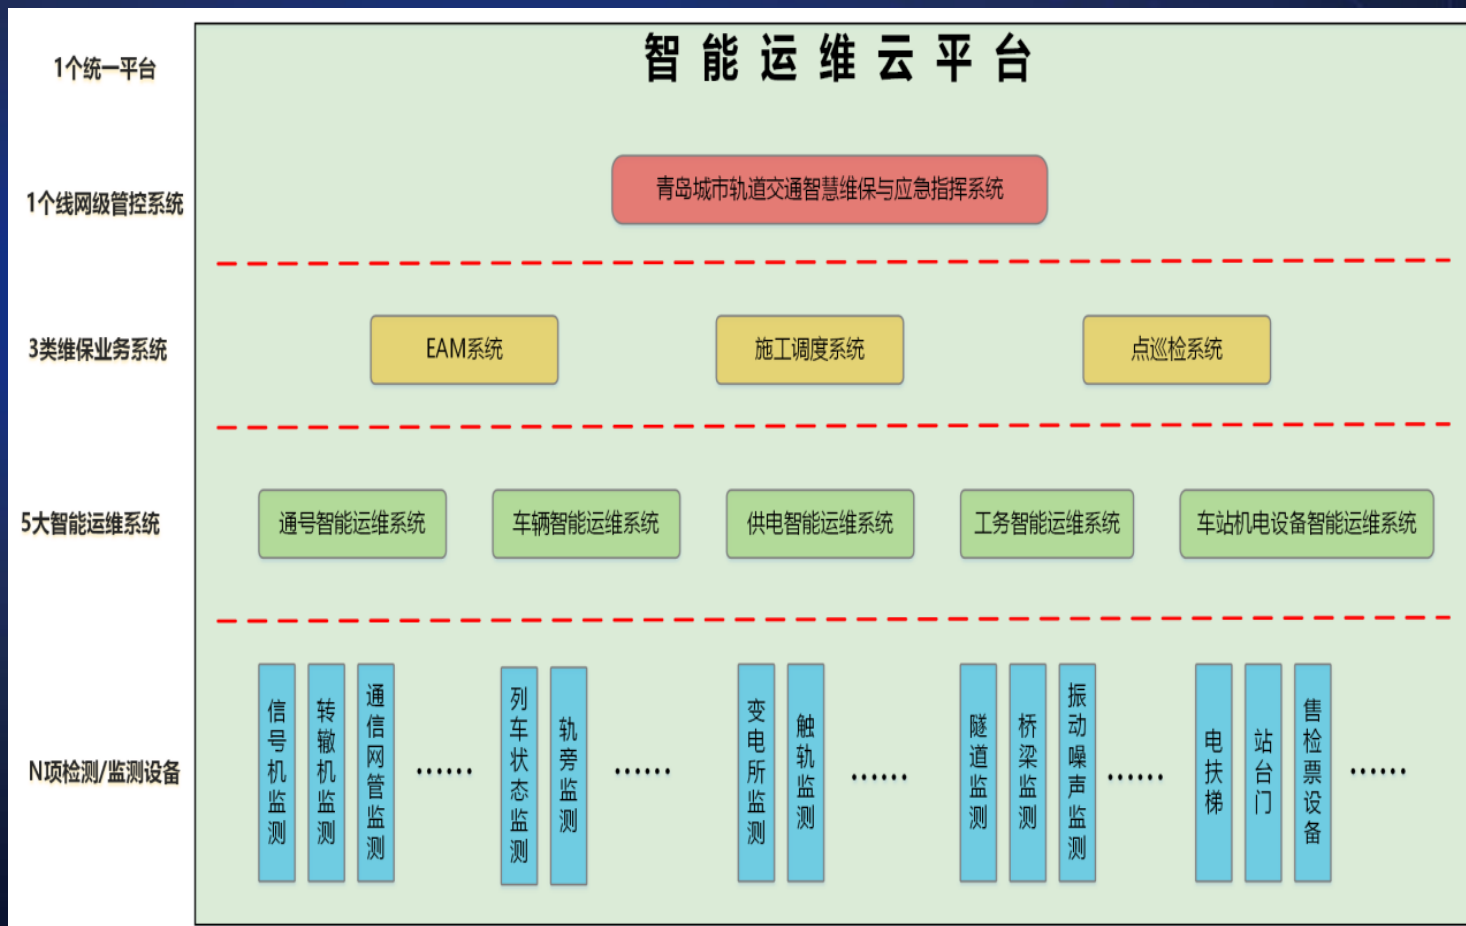 智能运维云平台
1个统一平台
1个线网级管控系统
青岛城市轨道交通智慧维保与应急指挥系统
3类维保业务系统
EAM系统
施工调度系统
点巡检系统
5大智能运维系统
通号智能运维系统
车辆智能运维系统
供电智能运维系统
工务智能运维系统
车站机电设备智能运维系统
N项检测/监测设备
信号机监测
转辙机监测
通信网管监测
……
列车状态监测
轨旁监测
……
变电所监测
触轨监测
……
隧道监测
桥梁监测
振动噪声监测
……
电扶梯
站台门
售检票设备
……